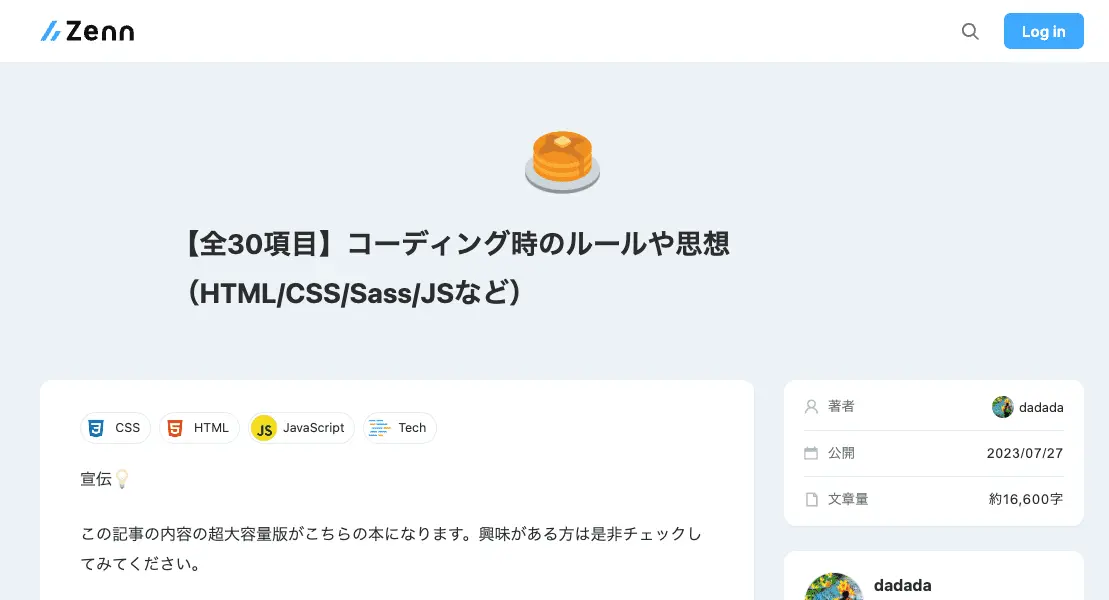 Zenn
Log in
【全30項目】コーディング時のルールや思想
（HTML/CSS/Sass/JSなど）
CSS
HTML
JS
JavaScript
Tech
宣伝
この記事の内容の超大容量版がこちらの本になります。興味がある方は是非チェックし
てみてください。
著者
dadada
公開
2023/07/27
文章量
約16,600字
dadada